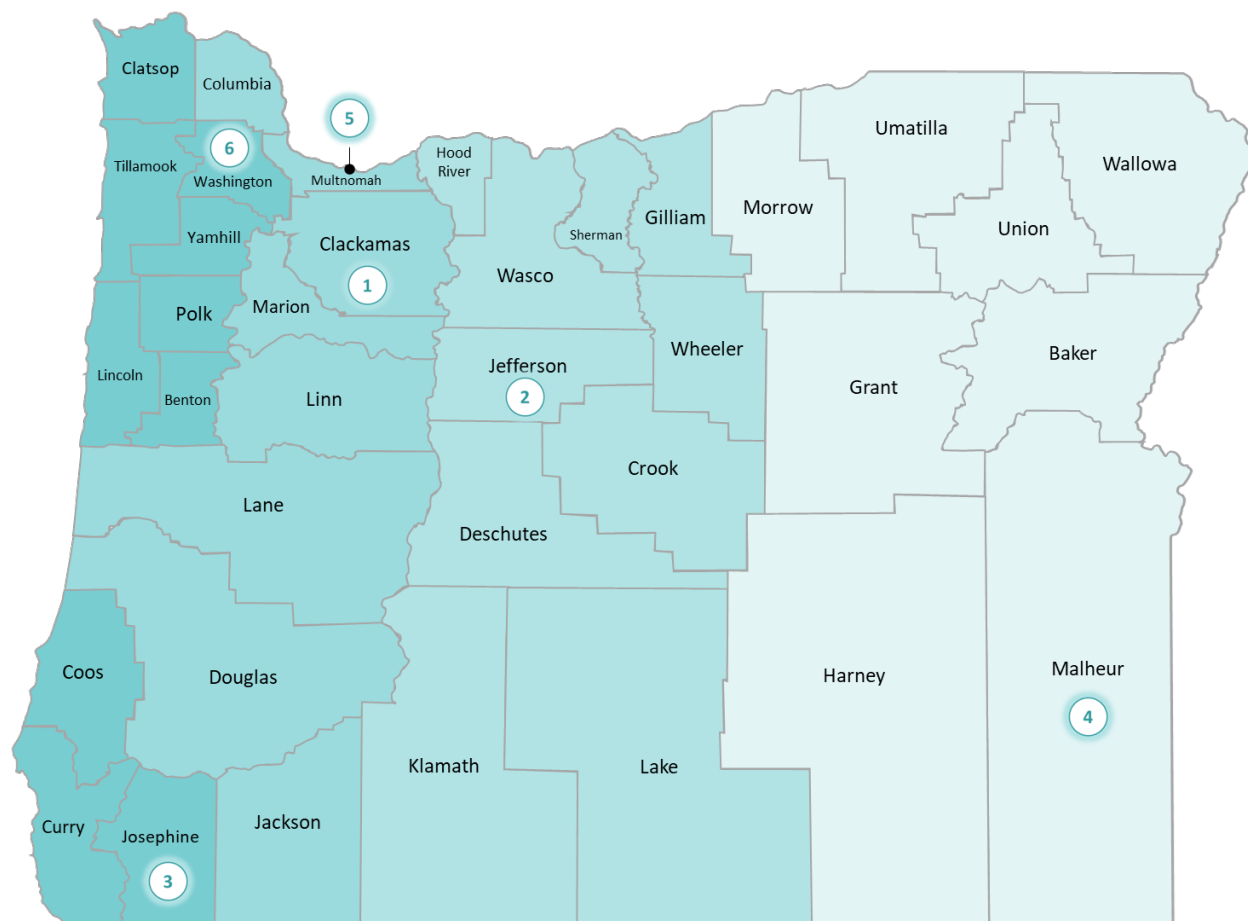 Clatsop
Columbia
5
Hood
River
Umatilla
6
Tillamook
Washington
Multnomah
Wallowa
Morrow
Gilliam
Union
Sherman
Yamhill
Clackamas
Wasco
1
Marion
Polk
Wheeler
Baker
Jefferson
Grant
Lincoln
2
Benton
Linn
Crook
Lane
Deschutes
Coos
Douglas
Harney
Malheur
4
Klamath
Lake
Curry
Josephine
Jackson
3